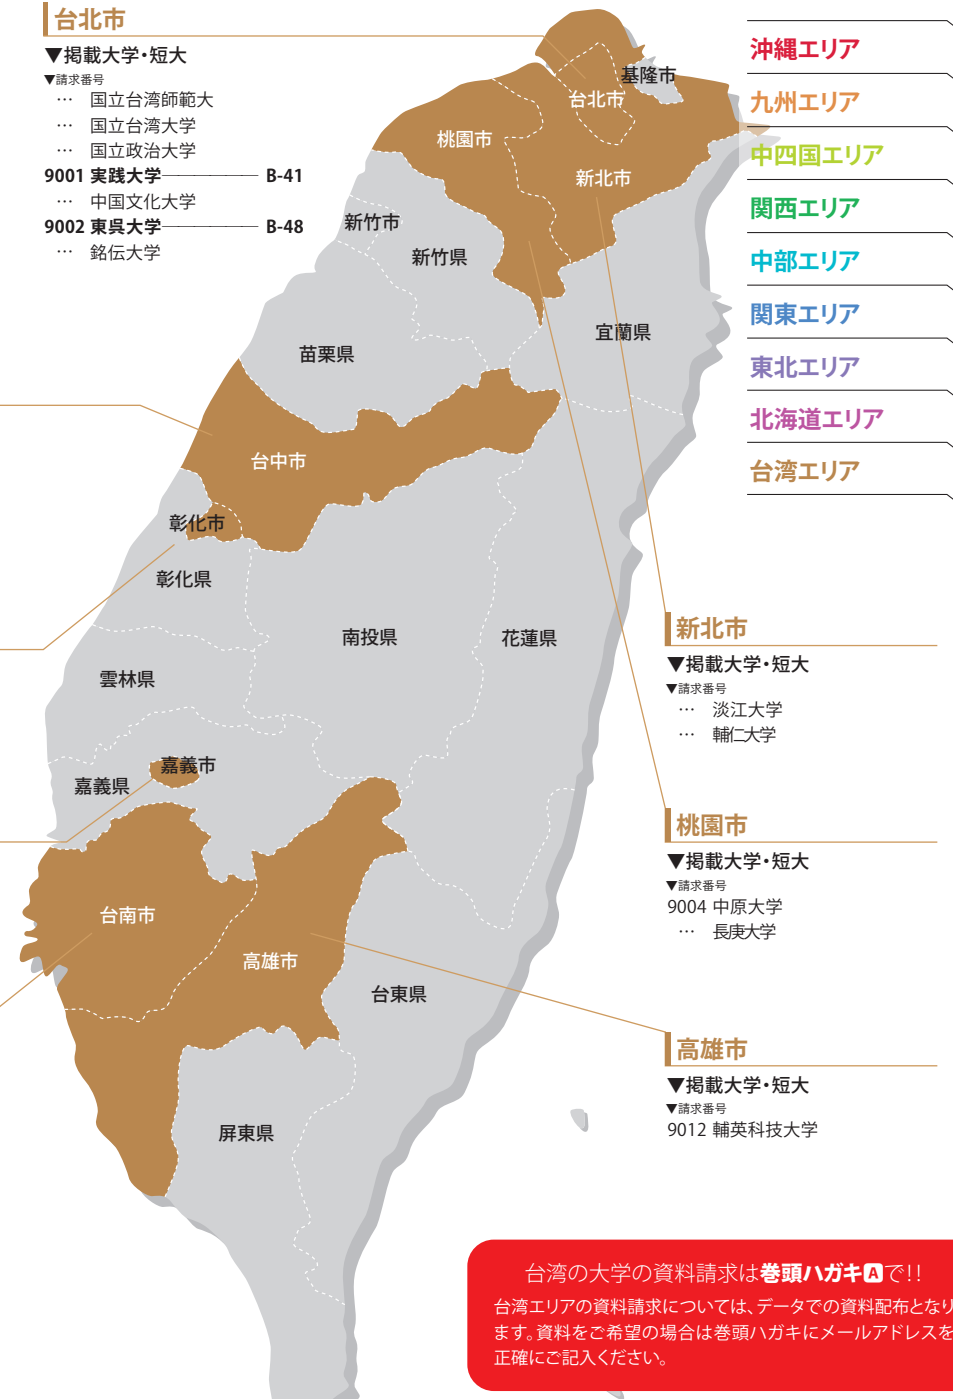 台北市
▼掲載大学・短大
▼請求番号
… 国立台湾師範大
… 国立台湾大学
… 国立政治大学
9001 実践大学―――――― B-41
… 中国文化大学
9002 東呉大学―――――― B-48
… 銘伝大学
基隆市
台北市
桃園市
新北市
新竹市
新竹県
宜蘭県
苗栗県
台中市
彰化市
彰化県
南投県
花蓮県
雲林県
嘉義市
嘉義県
台南市
高雄市
台東県
屏東県
沖縄エリア
九州エリア
中四国エリア
関西エリア
中部エリア
関東エリア
東北エリア
北海道エリア
台湾エリア
新北市
▼掲載大学・短大
▼請求番号
… 淡江大学
… 輔仁大学
桃園市
▼掲載大学・短大
▼請求番号
9004 中原大学
… 長庚大学
高雄市
▼掲載大学・短大
▼請求番号
9012 輔英科技大学
台湾の大学の資料請求は巻頭ハガキAで!!
台湾エリアの資料請求については、データでの資料配布となり
ます。資料をご希望の場合は巻頭ハガキにメールアドレスを
正確にご記入ください。